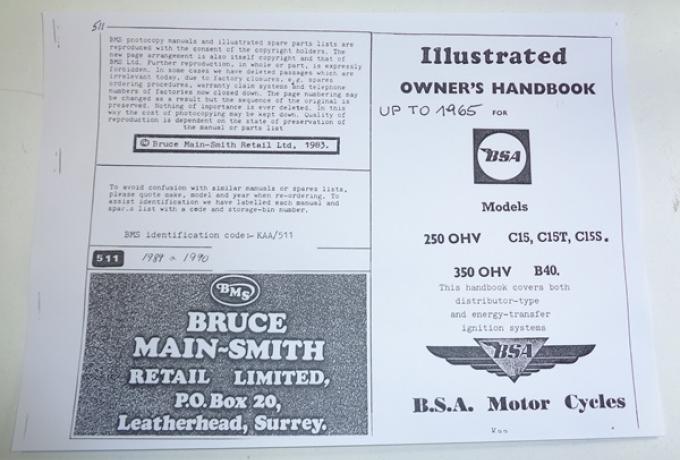 511
BMS photocopy manuals and illustrated spare parts lists are
reproduced with the consent of the copyright holders. The
new page arrangement is also itself copyright and that of
BMS Ltd. Further reproduction, in whole or part, is expressly
forbidden. In some cases we have deleted passages which are
irrelevant today, due to factory closures, e.g. spares
ordering procedures, warranty claim systems and telephone
numbers of factories now closed down. The page numbering may
be changed as a result but the sequence of the original is
preserved. Nothing of importance is ever deleted. In this
way the cost of photocopying may be kept down. Quality of
reproduction is dependent on the state of preservation of
the manual or parts list
© Bruce Main-Smith Retail Ltd, 1983.
To avoid confusion with similar manuals or spares lists,
please quote make, model and year when re-ordering. To
assist identification we have labelled each manual and
spares list with a code and storage-bin number.
BMS identification code:- KAA/511
511 1989 1990
BMS
BRUCE
MAIN-SMITH
RETAIL LIMITED,
P.O. Box 20,
Leatherhead, Surrey.
Illustrated
OWNER'S HANDBOOK
UP TO 1965 FOR
BSA
Models
250 OHV C15, C15T, C15S.
350 OHV B40.
This handbook covers both
distributor-type
and energy-transfer
ignition systems
BSA
B.S.A. Motor Cycles